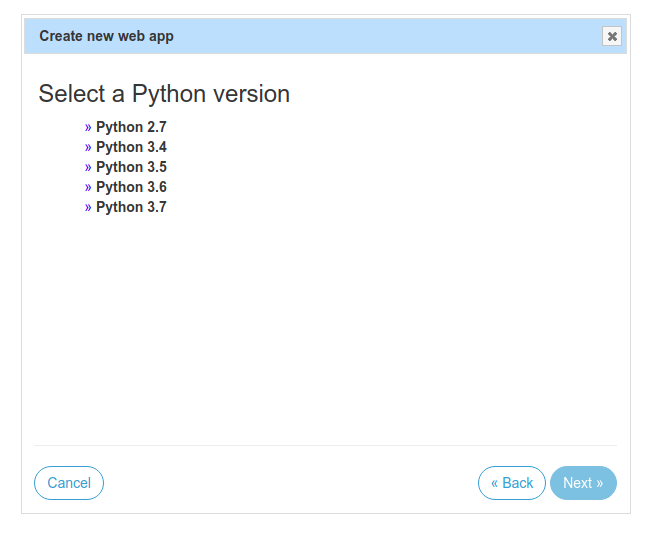 Create new web app
Select a Python version
» Python 2.7
» Python 3.4
» Python 3.5
» Python 3.6
» Python 3.7
Cancel
« Back
Next »